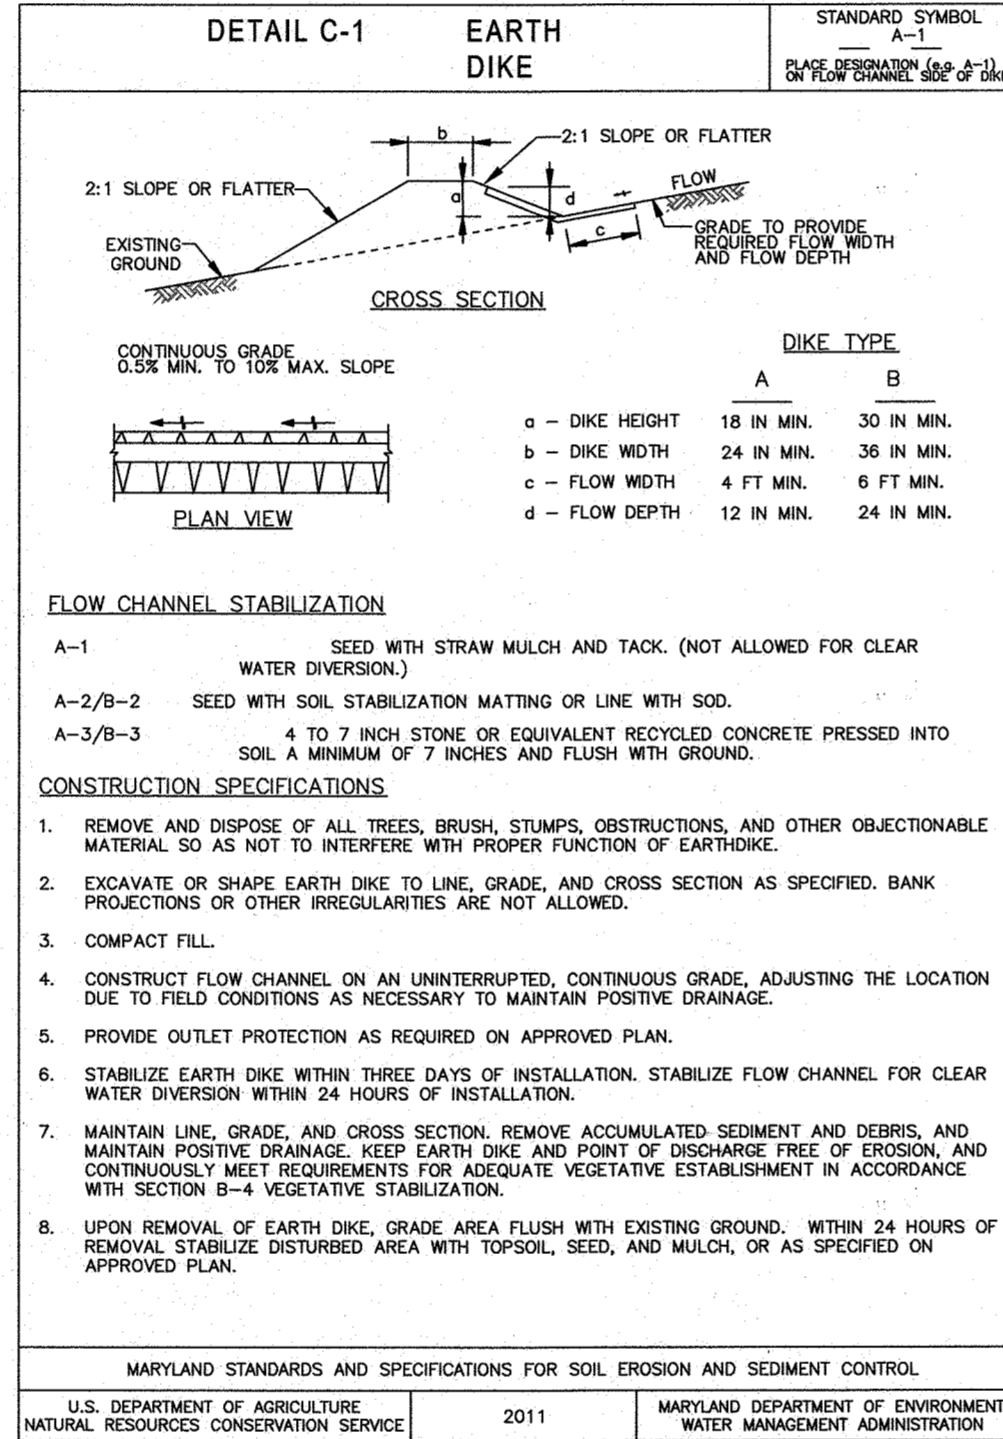 DETAIL C-1 EARTH
DIKE
STANDARD SYMBOL
A-1
PLACE DESIGNATION (e.g. A-1)
ON FLOW CHANNEL SIDE OF DIKE
b
2:1 SLOPE OR FLATTER
2:1 SLOPE OR FLATTER
a
d
FLOW
c
GRADE TO PROVIDE
REQUIRED FLOW WIDTH
AND FLOW DEPTH
EXISTING
GROUND
CROSS SECTION
CONTINUOUS GRADE
0.5% MIN. TO 10% MAX. SLOPE
PLAN VIEW
DIKE TYPE
A B
a - DIKE HEIGHT 18 IN MIN. 30 IN MIN.
b - DIKE WIDTH 24 IN MIN. 36 IN MIN.
c - FLOW WIDTH 4 FT MIN. 6 FT MIN.
d - FLOW DEPTH 12 IN MIN. 24 IN MIN.
FLOW CHANNEL STABILIZATION
A-1 SEED WITH STRAW MULCH AND TACK. (NOT ALLOWED FOR CLEAR
WATER DIVERSION.)
A-2/B-2 SEED WITH SOIL STABILIZATION MATTING OR LINE WITH SOD.
A-3/B-3 4 TO 7 INCH STONE OR EQUIVALENT RECYCLED CONCRETE PRESSED INTO
SOIL A MINIMUM OF 7 INCHES AND FLUSH WITH GROUND.
CONSTRUCTION SPECIFICATIONS
1. REMOVE AND DISPOSE OF ALL TREES, BRUSH, STUMPS, OBSTRUCTIONS, AND OTHER OBJECTIONABLE
MATERIAL SO AS NOT TO INTERFERE WITH PROPER FUNCTION OF EARTHDIKE.
2. EXCAVATE OR SHAPE EARTH DIKE TO LINE, GRADE, AND CROSS SECTION AS SPECIFIED. BANK
PROJECTIONS OR OTHER IRREGULARITIES ARE NOT ALLOWED.
3. COMPACT FILL.
4. CONSTRUCT FLOW CHANNEL ON AN UNINTERRUPTED, CONTINUOUS GRADE, ADJUSTING THE LOCATION
DUE TO FIELD CONDITIONS AS NECESSARY TO MAINTAIN POSITIVE DRAINAGE.
5. PROVIDE OUTLET PROTECTION AS REQUIRED ON APPROVED PLAN.
6. STABILIZE EARTH DIKE WITHIN THREE DAYS OF INSTALLATION. STABILIZE FLOW CHANNEL FOR CLEAR
WATER DIVERSION WITHIN 24 HOURS OF INSTALLATION.
7. MAINTAIN LINE, GRADE, AND CROSS SECTION. REMOVE ACCUMULATED SEDIMENT AND DEBRIS, AND
MAINTAIN POSITIVE DRAINAGE. KEEP EARTH DIKE AND POINT OF DISCHARGE FREE OF EROSION, AND
CONTINUOUSLY MEET REQUIREMENTS FOR ADEQUATE VEGETATIVE ESTABLISHMENT IN ACCORDANCE
WITH SECTION B-4 VEGETATIVE STABILIZATION.
8. UPON REMOVAL OF EARTH DIKE, GRADE AREA FLUSH WITH EXISTING GROUND. WITHIN 24 HOURS OF
REMOVAL STABILIZE DISTURBED AREA WITH TOPSOIL, SEED, AND MULCH, OR AS SPECIFIED ON
APPROVED PLAN.
MARYLAND STANDARDS AND SPECIFICATIONS FOR SOIL EROSION AND SEDIMENT CONTROL
U.S. DEPARTMENT OF AGRICULTURE
NATURAL RESOURCES CONSERVATION SERVICE
2011
MARYLAND DEPARTMENT OF ENVIRONMENT
WATER MANAGEMENT ADMINISTRATION